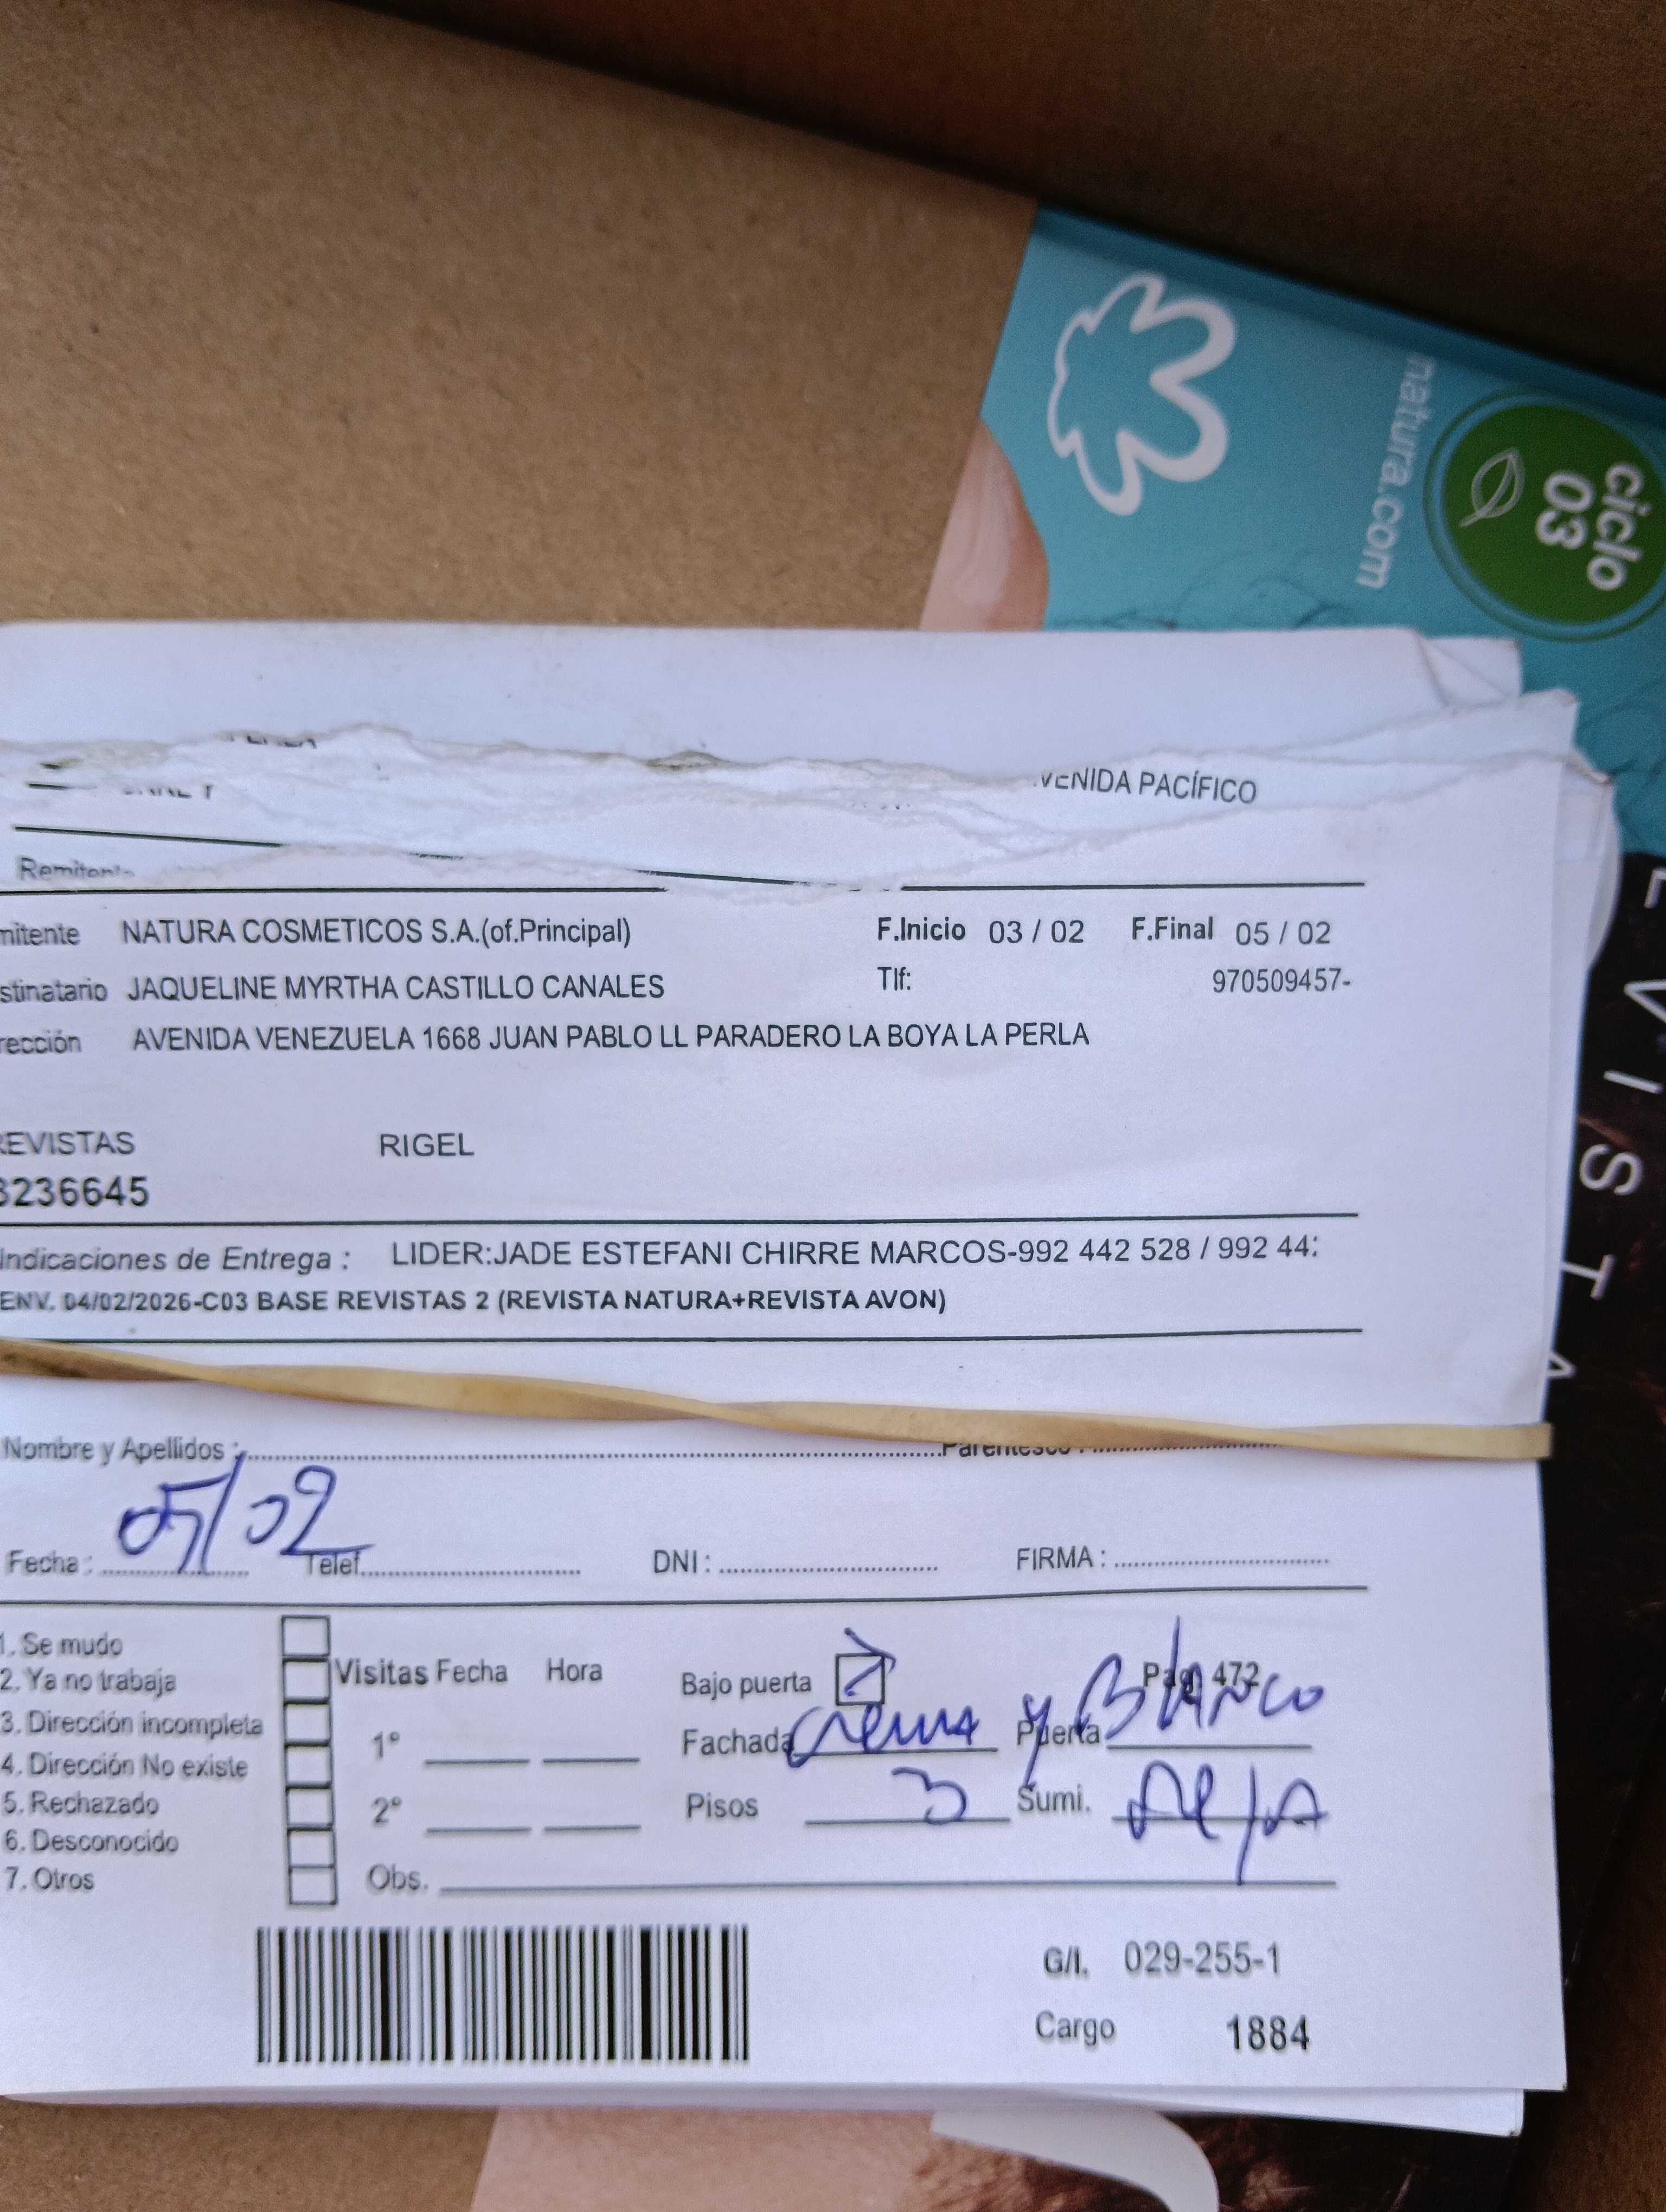 natura.com
ciclo
03
VENIDA PACÍFICO
mitente NATURA COSMETICOS S.A.(of.Principal) F.Inicio 03 / 02 F.Final 05 / 02
stinatario JAQUELINE MYRTHA CASTILLO CANALES Tlf: 970509457-
rección AVENIDA VENEZUELA 1668 JUAN PABLO LL PARADERO LA BOYA LA PERLA
REVISTAS RIGEL
3236645
Indicaciones de Entrega : LIDER:JADE ESTEFANI CHIRRE MARCOS-992 442 528 / 992 44
ENV. 04/02/2026-C03 BASE REVISTAS 2 (REVISTA NATURA+REVISTA AVON)
Nombre y Apellidos : Parentesco :
05/02
Fecha : Telef. DNI : FIRMA :
1. Se mudo
2. Ya no trabaja Visitas Fecha Hora Bajo puerta Pag. 472
3. Dirección incompleta 1° Fachada crema Puerta y Blanco
4. Dirección No existe
5. Rechazado 2° Pisos 3 Sumi.
6. Desconocido
7. Otros Obs.
G/I. 029-255-1
Cargo 1884
EVISTA